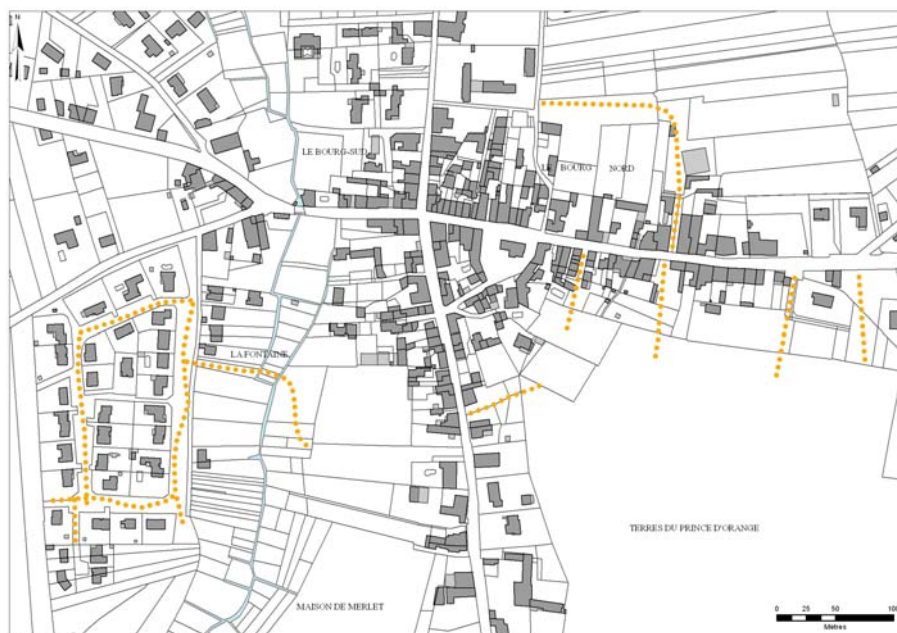 N
LE BOURG-SUD
LE BOURG NORD
LA FONTAINE
TERRES DU PRINCE D'ORANGE
MAISON DE MERLET
0 25 50 100
Mètres